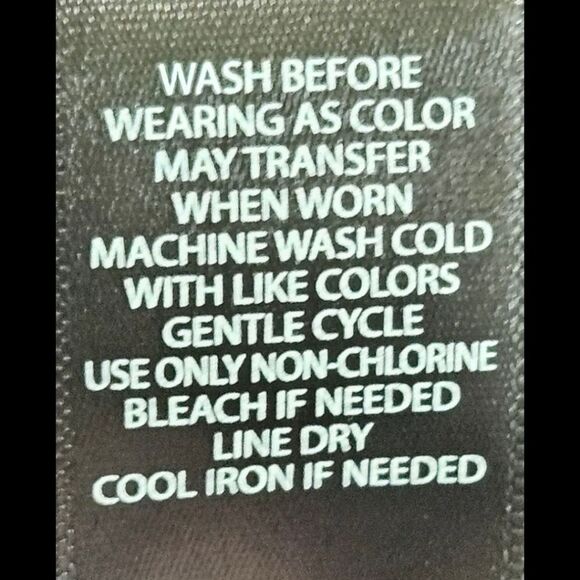 WASH BEFORE
WEARING AS COLOR
MAY TRANSFER
WHEN WORN
MACHINE WASH COLD
WITH LIKE COLORS
GENTLE CYCLE
USE ONLY NON-CHLORINE
BLEACH IF NEEDED
LINE DRY
COOL IRON IF NEEDED